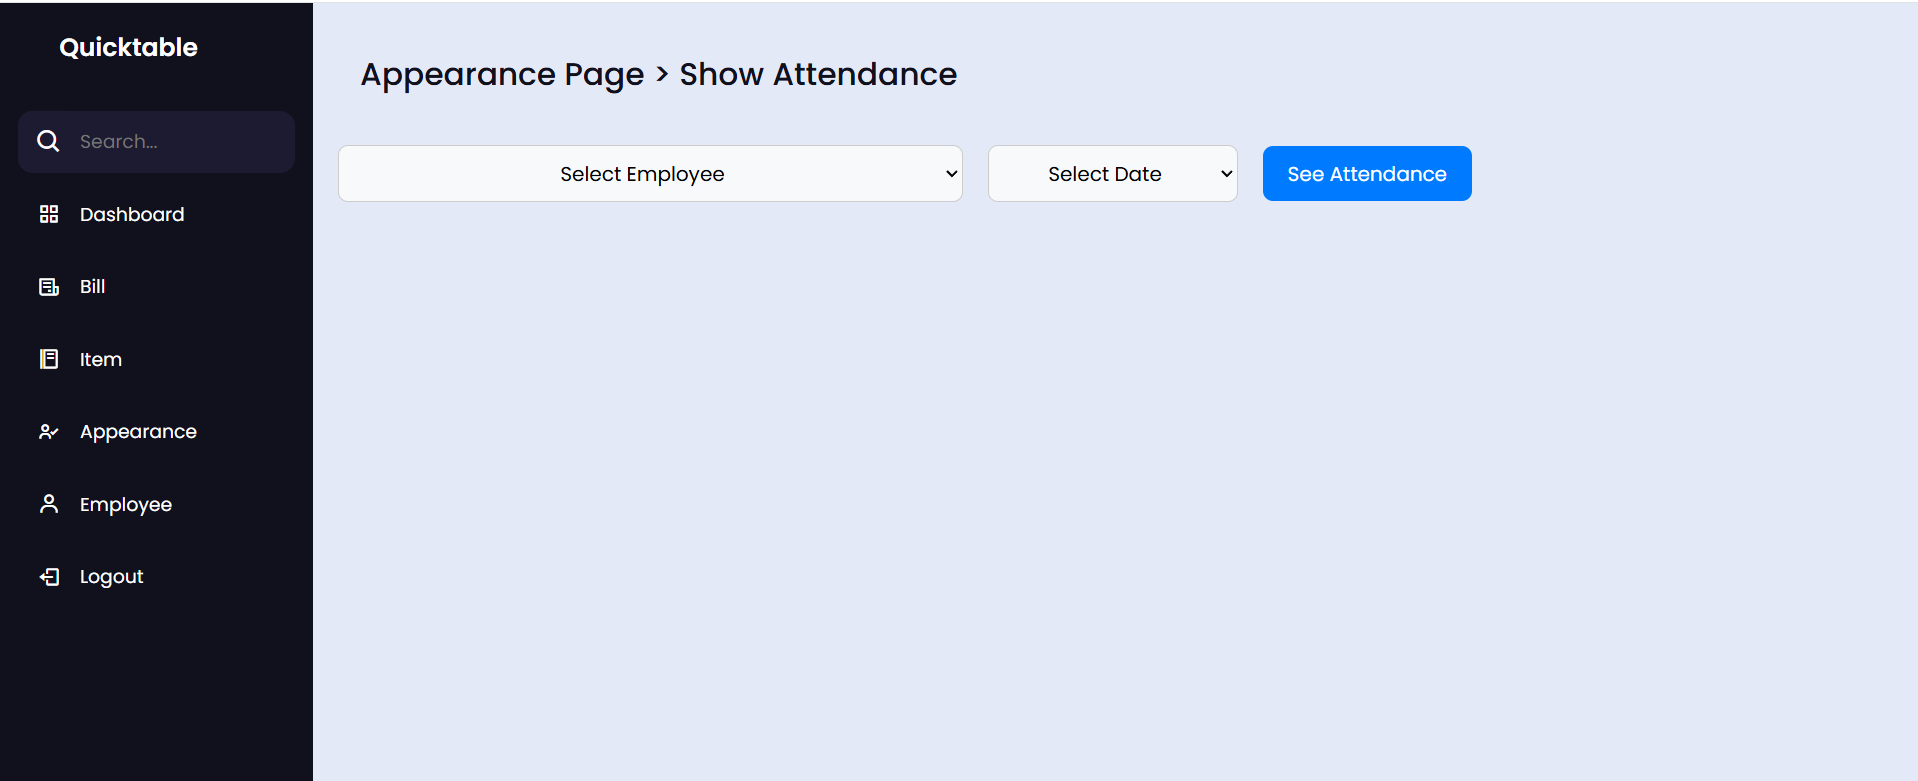 Quicktable
Search...
Dashboard
Bill
Item
Appearance
Employee
Logout
Appearance Page > Show Attendance
Select Employee
Select Date
See Attendance